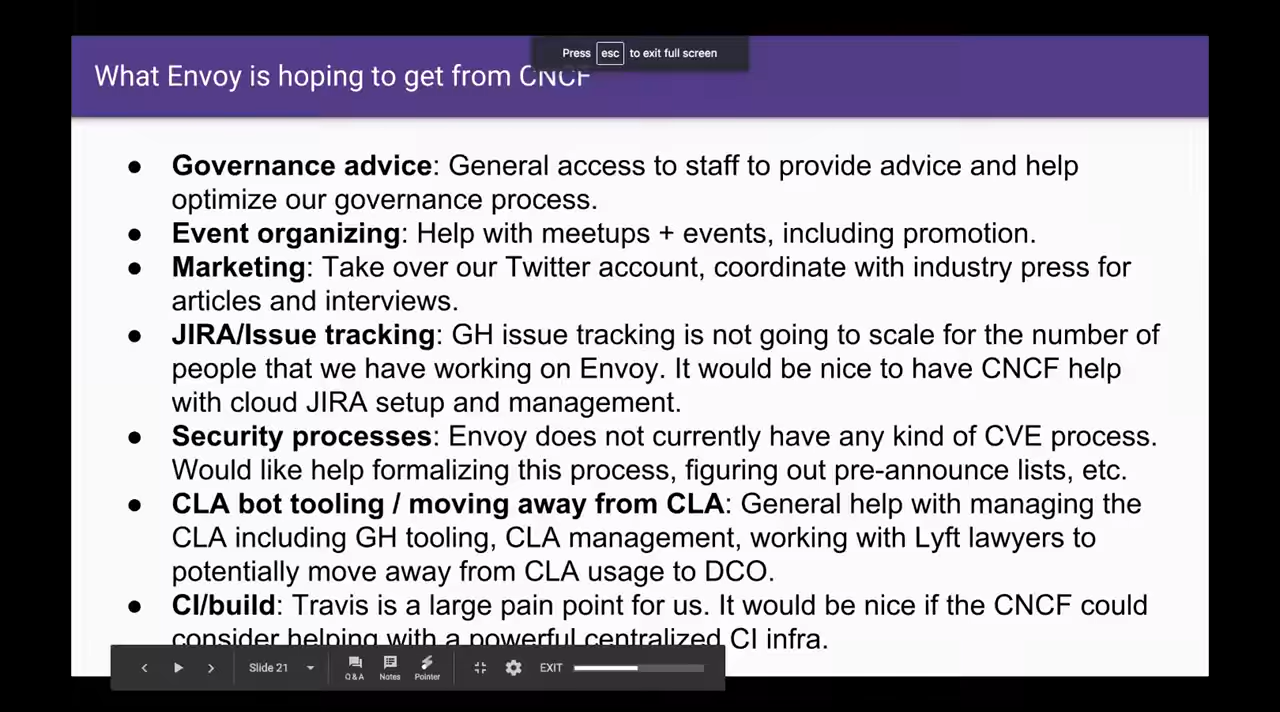 Press esc to exit full screen
What Envoy is hoping to get from CNCF
● Governance advice: General access to staff to provide advice and help
optimize our governance process.
● Event organizing: Help with meetups + events, including promotion.
● Marketing: Take over our Twitter account, coordinate with industry press for
articles and interviews.
● JIRA/Issue tracking: GH issue tracking is not going to scale for the number of
people that we have working on Envoy. It would be nice to have CNCF help
with cloud JIRA setup and management.
● Security processes: Envoy does not currently have any kind of CVE process.
Would like help formalizing this process, figuring out pre-announce lists, etc.
● CLA bot tooling / moving away from CLA: General help with managing the
CLA including GH tooling, CLA management, working with Lyft lawyers to
potentially move away from CLA usage to DCO.
● CI/build: Travis is a large pain point for us. It would be nice if the CNCF could
consider helping with a powerful centralized CI infra.
Slide 21
Q & A Notes Pointer
EXIT